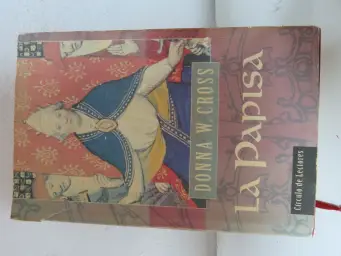 DONNA W. CROSS
La Papisa
Círculo de Lectores